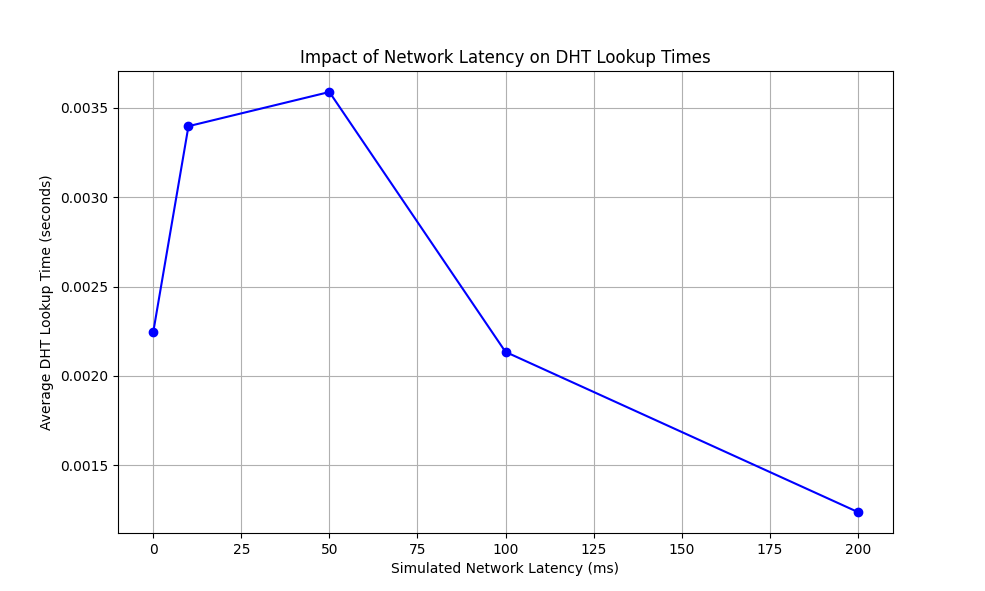 Impact of Network Latency on DHT Lookup Times
Average DHT Lookup Time (seconds)
0.0035
0.0030
0.0025
0.0020
0.0015
0 25 50 75 100 125 150 175 200
Simulated Network Latency (ms)